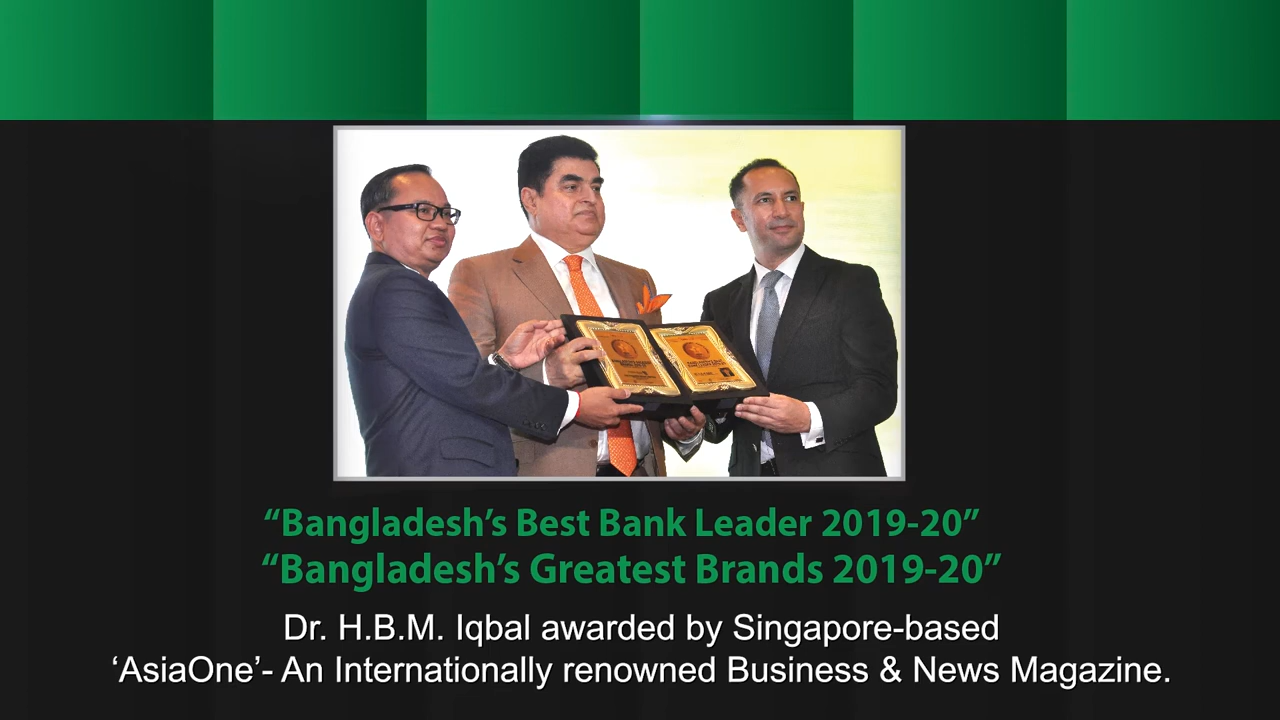 “Bangladesh’s Best Bank Leader 2019-20”
“Bangladesh’s Greatest Brands 2019-20”
Dr. H.B.M. Iqbal awarded by Singapore-based
‘AsiaOne’- An Internationally renowned Business & News Magazine.